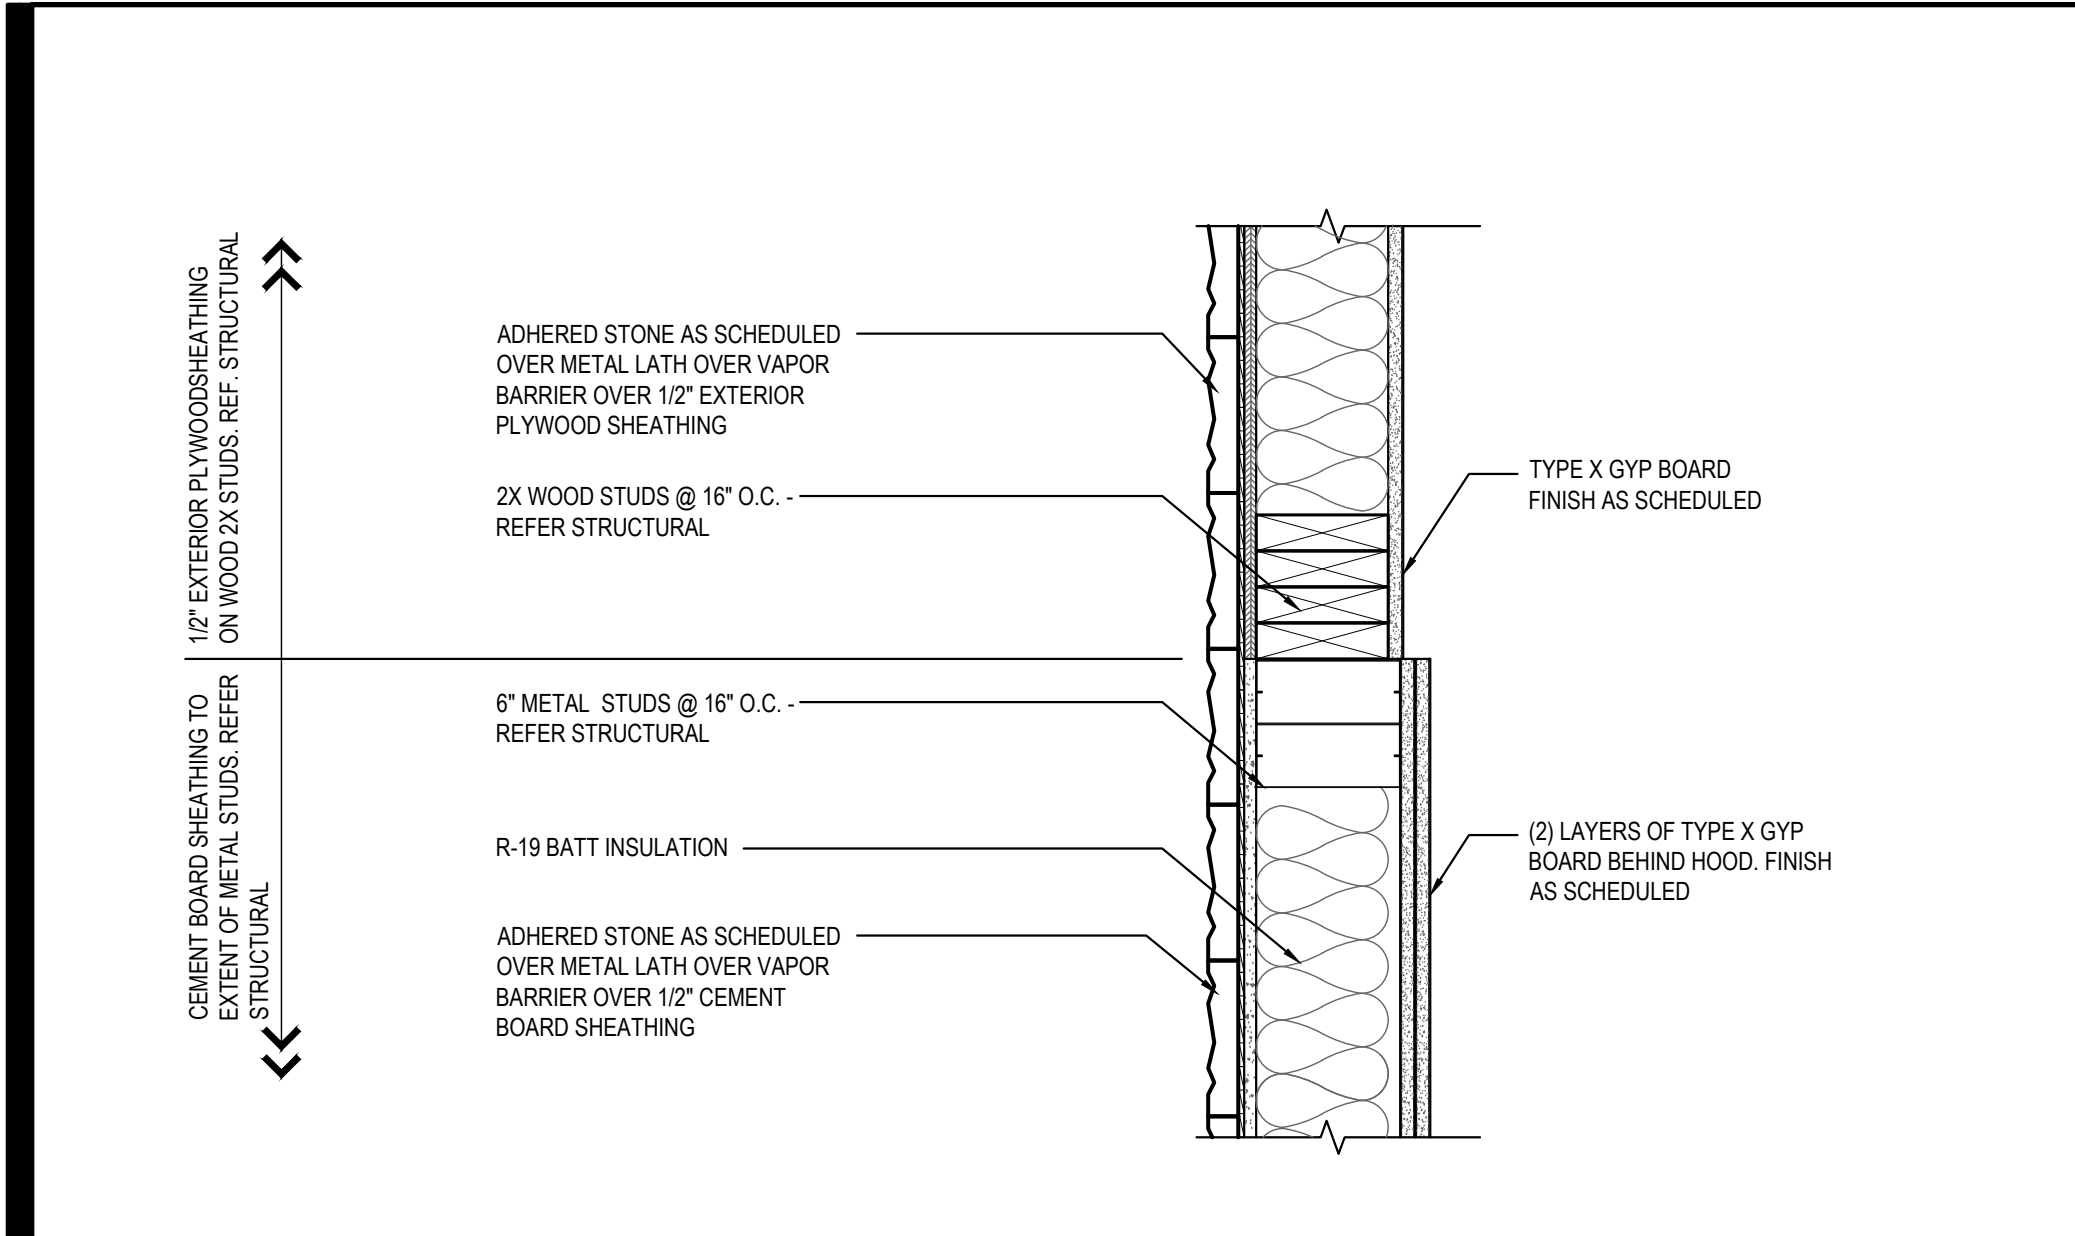 1/2" EXTERIOR PLYWOODSHEATHING
ON WOOD 2X STUDS. REF. STRUCTURAL
CEMENT BOARD SHEATHING TO
EXTENT OF METAL STUDS. REFER
STRUCTURAL
ADHERED STONE AS SCHEDULED
OVER METAL LATH OVER VAPOR
BARRIER OVER 1/2" EXTERIOR
PLYWOOD SHEATHING
2X WOOD STUDS @ 16" O.C. -
REFER STRUCTURAL
6" METAL STUDS @ 16" O.C. -
REFER STRUCTURAL
R-19 BATT INSULATION
ADHERED STONE AS SCHEDULED
OVER METAL LATH OVER VAPOR
BARRIER OVER 1/2" CEMENT
BOARD SHEATHING
TYPE X GYP BOARD
FINISH AS SCHEDULED
(2) LAYERS OF TYPE X GYP
BOARD BEHIND HOOD. FINISH
AS SCHEDULED